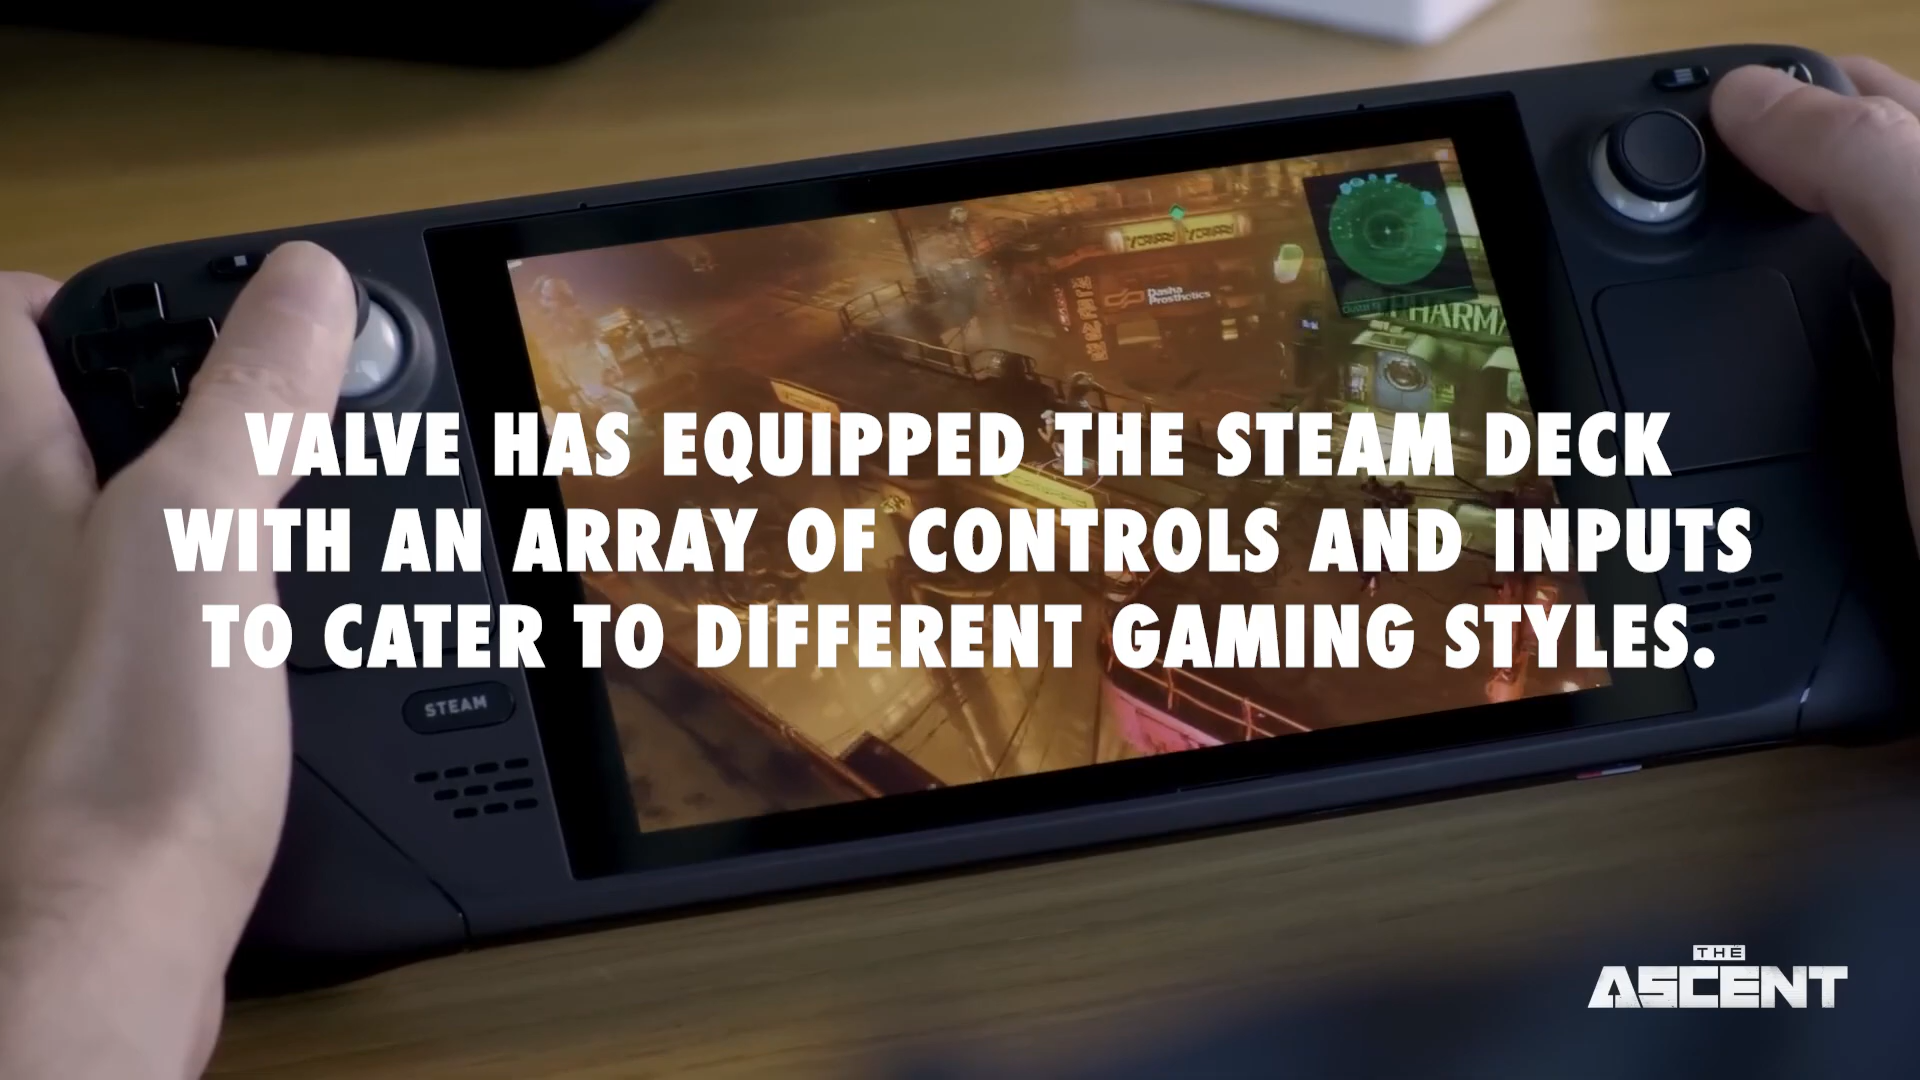 Dasha
Prosthetics
PHARMA
VALVE HAS EQUIPPED THE STEAM DECK
WITH AN ARRAY OF CONTROLS AND INPUTS
TO CATER TO DIFFERENT GAMING STYLES.
STEAM
THE
ASCENT